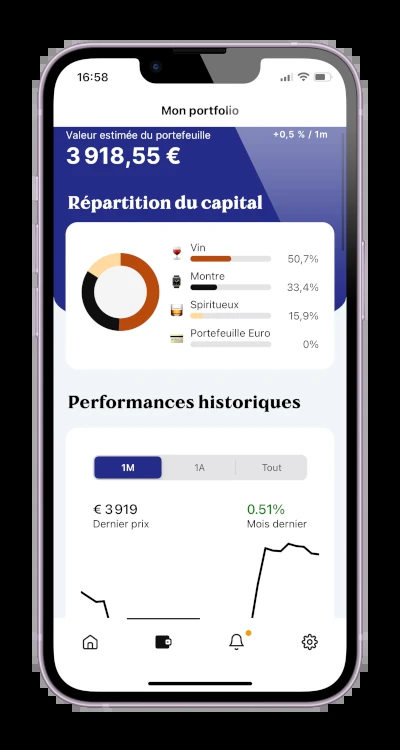 16:58
Mon portfolio
Valeur estimée du portefeuille
+0,5 % / 1m
3 918,55 €
Répartition du capital
Vin
50,7%
Montre
33,4%
Spiritueux
15,9%
Portefeuille Euro
0%
Performances historiques
1M 1A Tout
€ 3 919 0.51%
Dernier prix Mois dernier